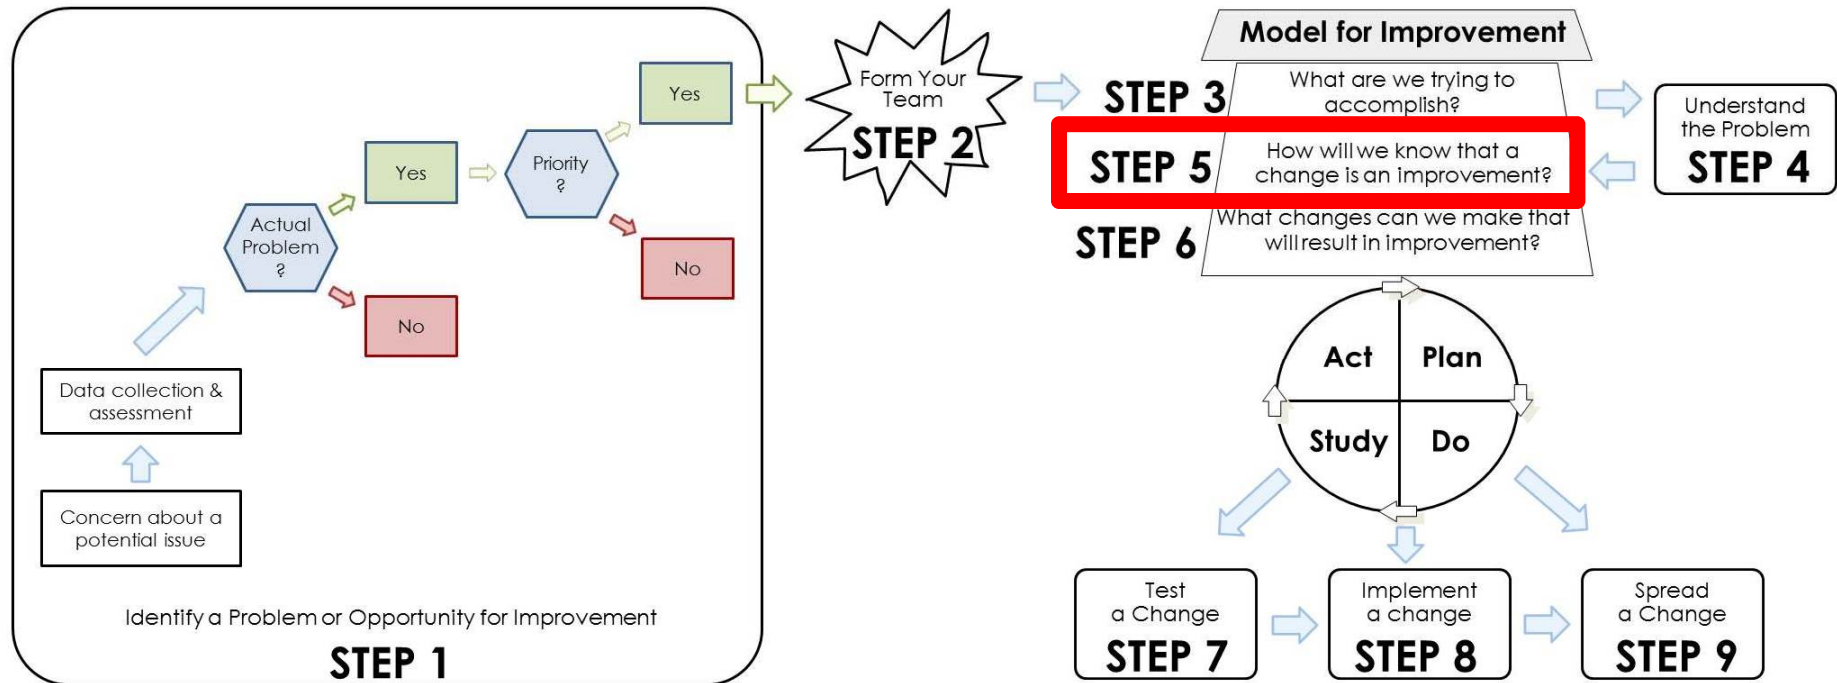 Concern about a
potential issue
Data collection &
assessment
Actual
Problem
?
Yes
No
Priority
?
Yes
No
Identify a Problem or Opportunity for Improvement
STEP 1
Form Your
Team
STEP 2
Model for Improvement
STEP 3
What are we trying to
accomplish?
Understand
the Problem
STEP 4
STEP 5
How will we know that a
change is an improvement?
STEP 6
What changes can we make that
will result in improvement?
Act
Plan
Study
Do
Test
a Change
STEP 7
Implement
a change
STEP 8
Spread
a Change
STEP 9